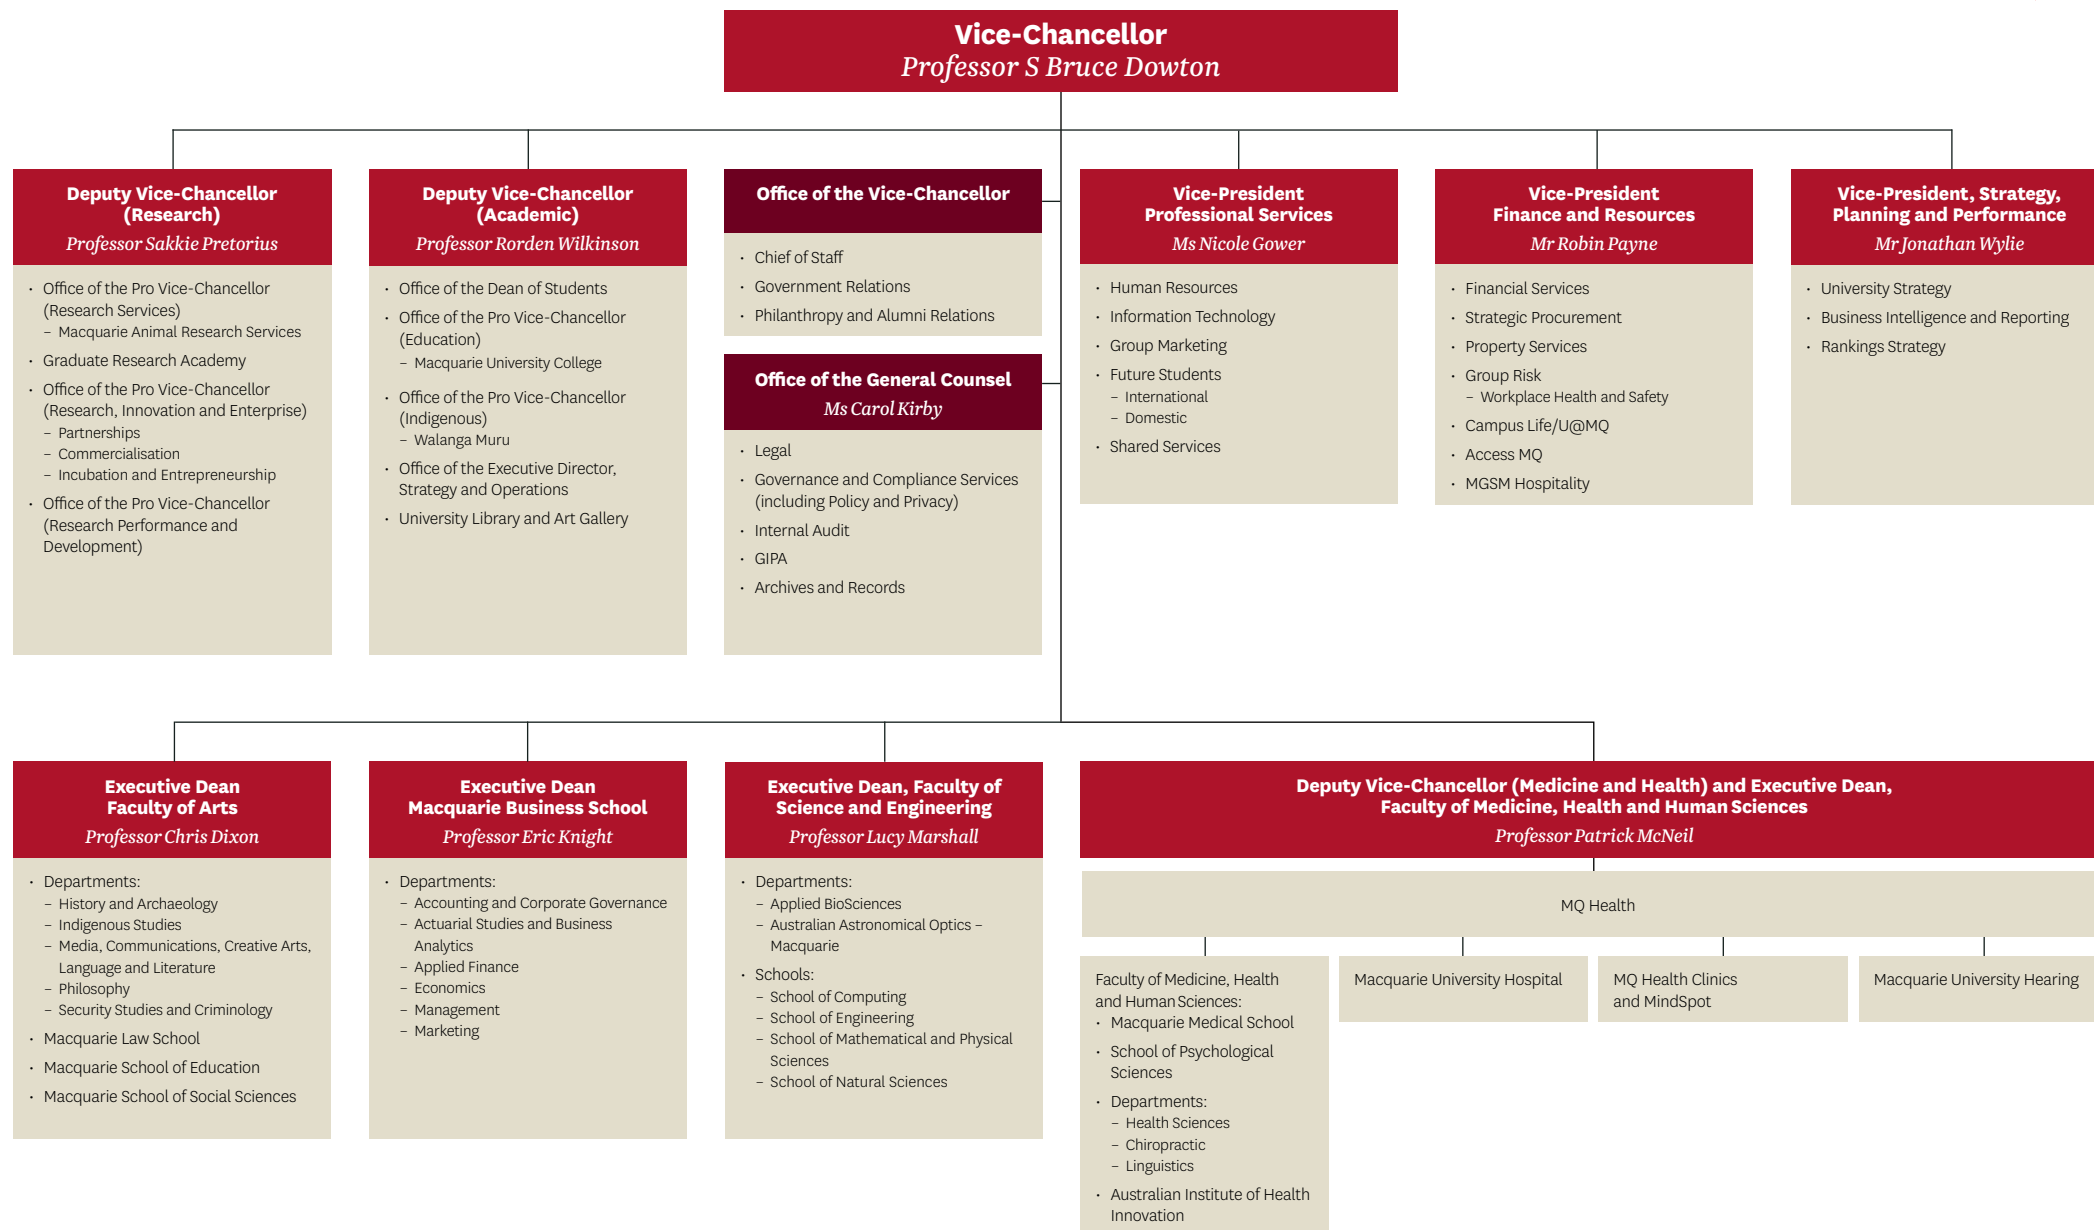 Vice-Chancellor
Professor S Bruce Dowton
Deputy Vice-Chancellor
(Research)
Professor Sakkie Pretorius
• Office of the Pro Vice-Chancellor
(Research Services)
– Macquarie Animal Research Services
• Graduate Research Academy
• Office of the Pro Vice-Chancellor
(Research, Innovation and Enterprise)
– Partnerships
– Commercialisation
– Incubation and Entrepreneurship
• Office of the Pro Vice-Chancellor
(Research Performance and
Development)
Deputy Vice-Chancellor
(Academic)
Professor Rorden Wilkinson
• Office of the Dean of Students
• Office of the Pro Vice-Chancellor
(Education)
– Macquarie University College
• Office of the Pro Vice-Chancellor
(Indigenous)
– Walanga Muru
• Office of the Executive Director,
Strategy and Operations
• University Library and Art Gallery
Office of the Vice-Chancellor
• Chief of Staff
• Government Relations
• Philanthropy and Alumni Relations
Office of the General Counsel
Ms Carol Kirby
• Legal
• Governance and Compliance Services
(including Policy and Privacy)
• Internal Audit
• GIPA
• Archives and Records
Vice-President
Professional Services
Ms Nicole Gower
• Human Resources
• Information Technology
• Group Marketing
• Future Students
– International
– Domestic
• Shared Services
Vice-President
Finance and Resources
Mr Robin Payne
• Financial Services
• Strategic Procurement
• Property Services
• Group Risk
– Workplace Health and Safety
• Campus Life/U@MQ
• Access MQ
• MGSM Hospitality
Vice-President, Strategy,
Planning and Performance
Mr Jonathan Wylie
• University Strategy
• Business Intelligence and Reporting
• Rankings Strategy
Executive Dean
Faculty of Arts
Professor Chris Dixon
• Departments:
– History and Archaeology
– Indigenous Studies
– Media, Communications, Creative Arts,
Language and Literature
– Philosophy
– Security Studies and Criminology
• Macquarie Law School
• Macquarie School of Education
• Macquarie School of Social Sciences
Executive Dean
Macquarie Business School
Professor Eric Knight
• Departments:
– Accounting and Corporate Governance
– Actuarial Studies and Business
Analytics
– Applied Finance
– Economics
– Management
– Marketing
Executive Dean, Faculty of
Science and Engineering
Professor Lucy Marshall
• Departments:
– Applied BioSciences
– Australian Astronomical Optics –
Macquarie
• Schools:
– School of Computing
– School of Engineering
– School of Mathematical and Physical
Sciences
– School of Natural Sciences
Deputy Vice-Chancellor (Medicine and Health) and Executive Dean,
Faculty of Medicine, Health and Human Sciences
Professor Patrick McNeil
MQ Health
Faculty of Medicine, Health
and Human Sciences:
• Macquarie Medical School
• School of Psychological
Sciences
• Departments:
– Health Sciences
– Chiropractic
– Linguistics
• Australian Institute of Health
Innovation
Macquarie University Hospital
MQ Health Clinics
and MindSpot
Macquarie University Hearing